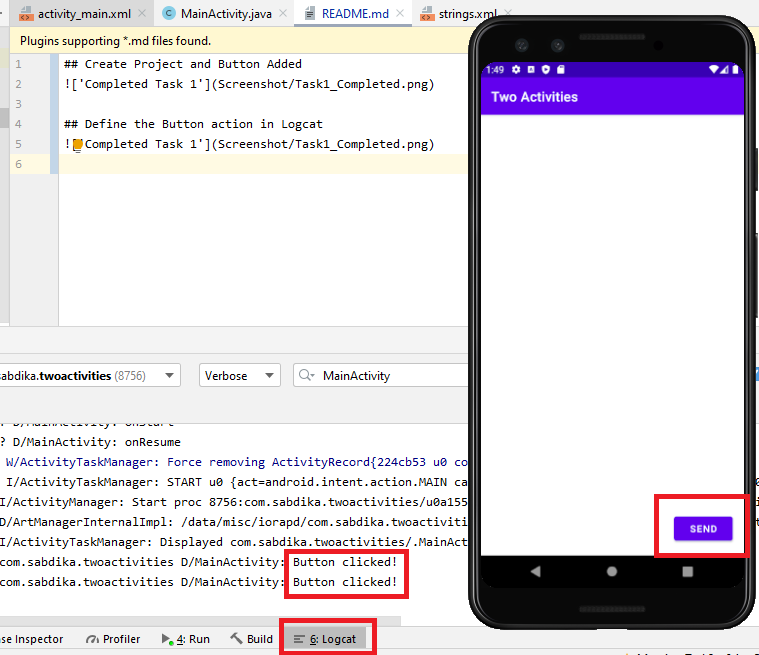 activity_main.xml MainActivity.java README.md strings.xml
Plugins supporting *.md files found.
1 ## Create Project and Button Added
2 !['Completed Task 1'](Screenshot/Task1_Completed.png)
3
4 ## Define the Button action in Logcat
5 Completed Task 1'](Screenshot/Task1_Completed.png)
6
1:49
Two Activities
SEND
sabdika.twoactivities (8756) Verbose MainActivity
? D/MainActivity: onStart
? D/MainActivity: onResume
W/ActivityTaskManager: Force removing ActivityRecord{224cb53 u0 co
I/ActivityTaskManager: START u0 {act=android.intent.action.MAIN ca
I/ActivityManager: Start proc 8756:com.sabdika.twoactivities/u0a155
D/ArtManagerInternalImpl: /data/misc/iorapd/com.sabdika.twoactiviti
I/ActivityTaskManager: Displayed com.sabdika.twoactivities/.MainAct
com.sabdika.twoactivities D/MainActivity: Button clicked!
com.sabdika.twoactivities D/MainActivity: Button clicked!
ase Inspector Profiler 4: Run Build 6: Logcat